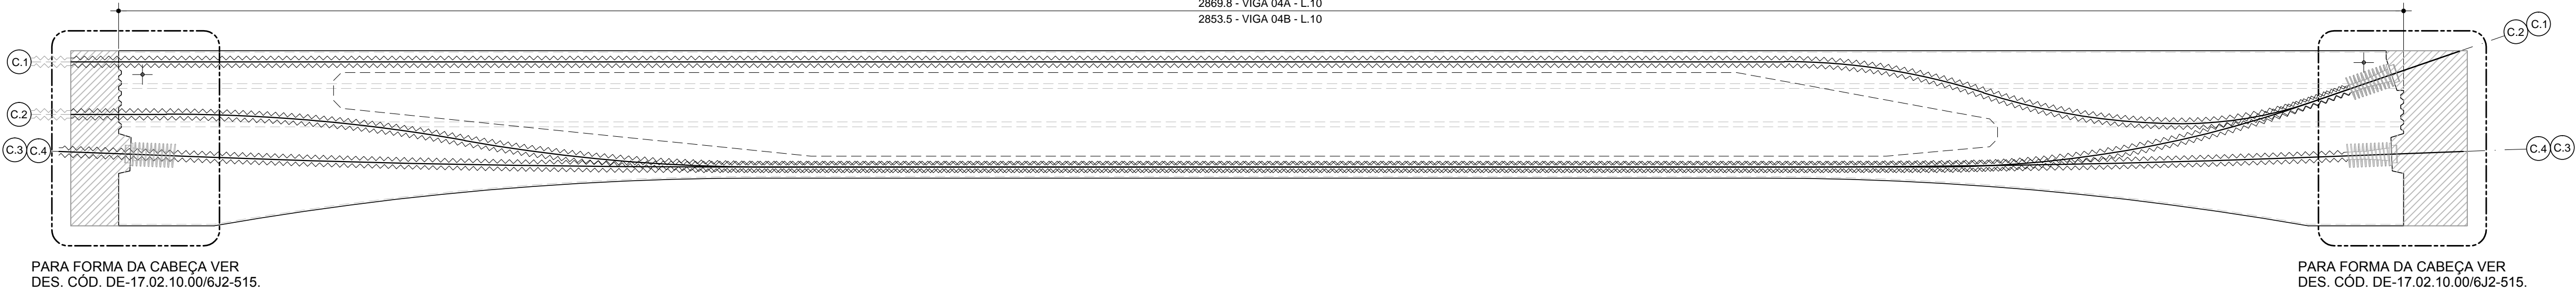 2869.8 - VIGA 04A - L.10
2853.5 - VIGA 04B - L.10
C.1
C.2
C.3 C.4
C.1
C.2
C.4 C.3
PARA FORMA DA CABEÇA VER
DES. CÓD. DE-17.02.10.00/6J2-515.
PARA FORMA DA CABEÇA VER
DES. CÓD. DE-17.02.10.00/6J2-515.